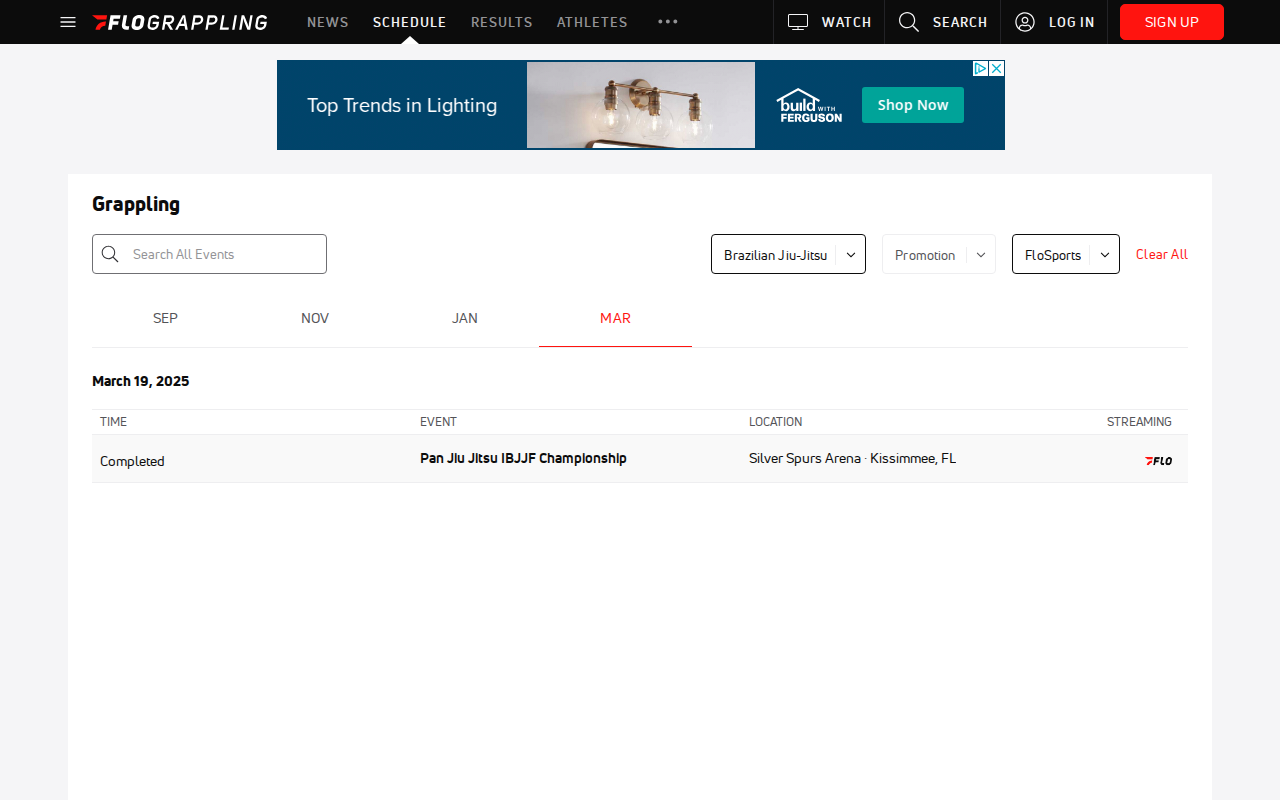 FLOGRAPPLING NEWS SCHEDULE RESULTS ATHLETES ••• WATCH SEARCH LOG IN SIGN UP
Top Trends in Lighting build WITH FERGUSON Shop Now
Grappling
Search All Events Brazilian Jiu-Jitsu Promotion FloSports Clear All
SEP NOV JAN MAR
March 19, 2025
TIME EVENT LOCATION STREAMING
Completed Pan Jiu Jitsu IBJJF Championship Silver Spurs Arena · Kissimmee, FL FLO